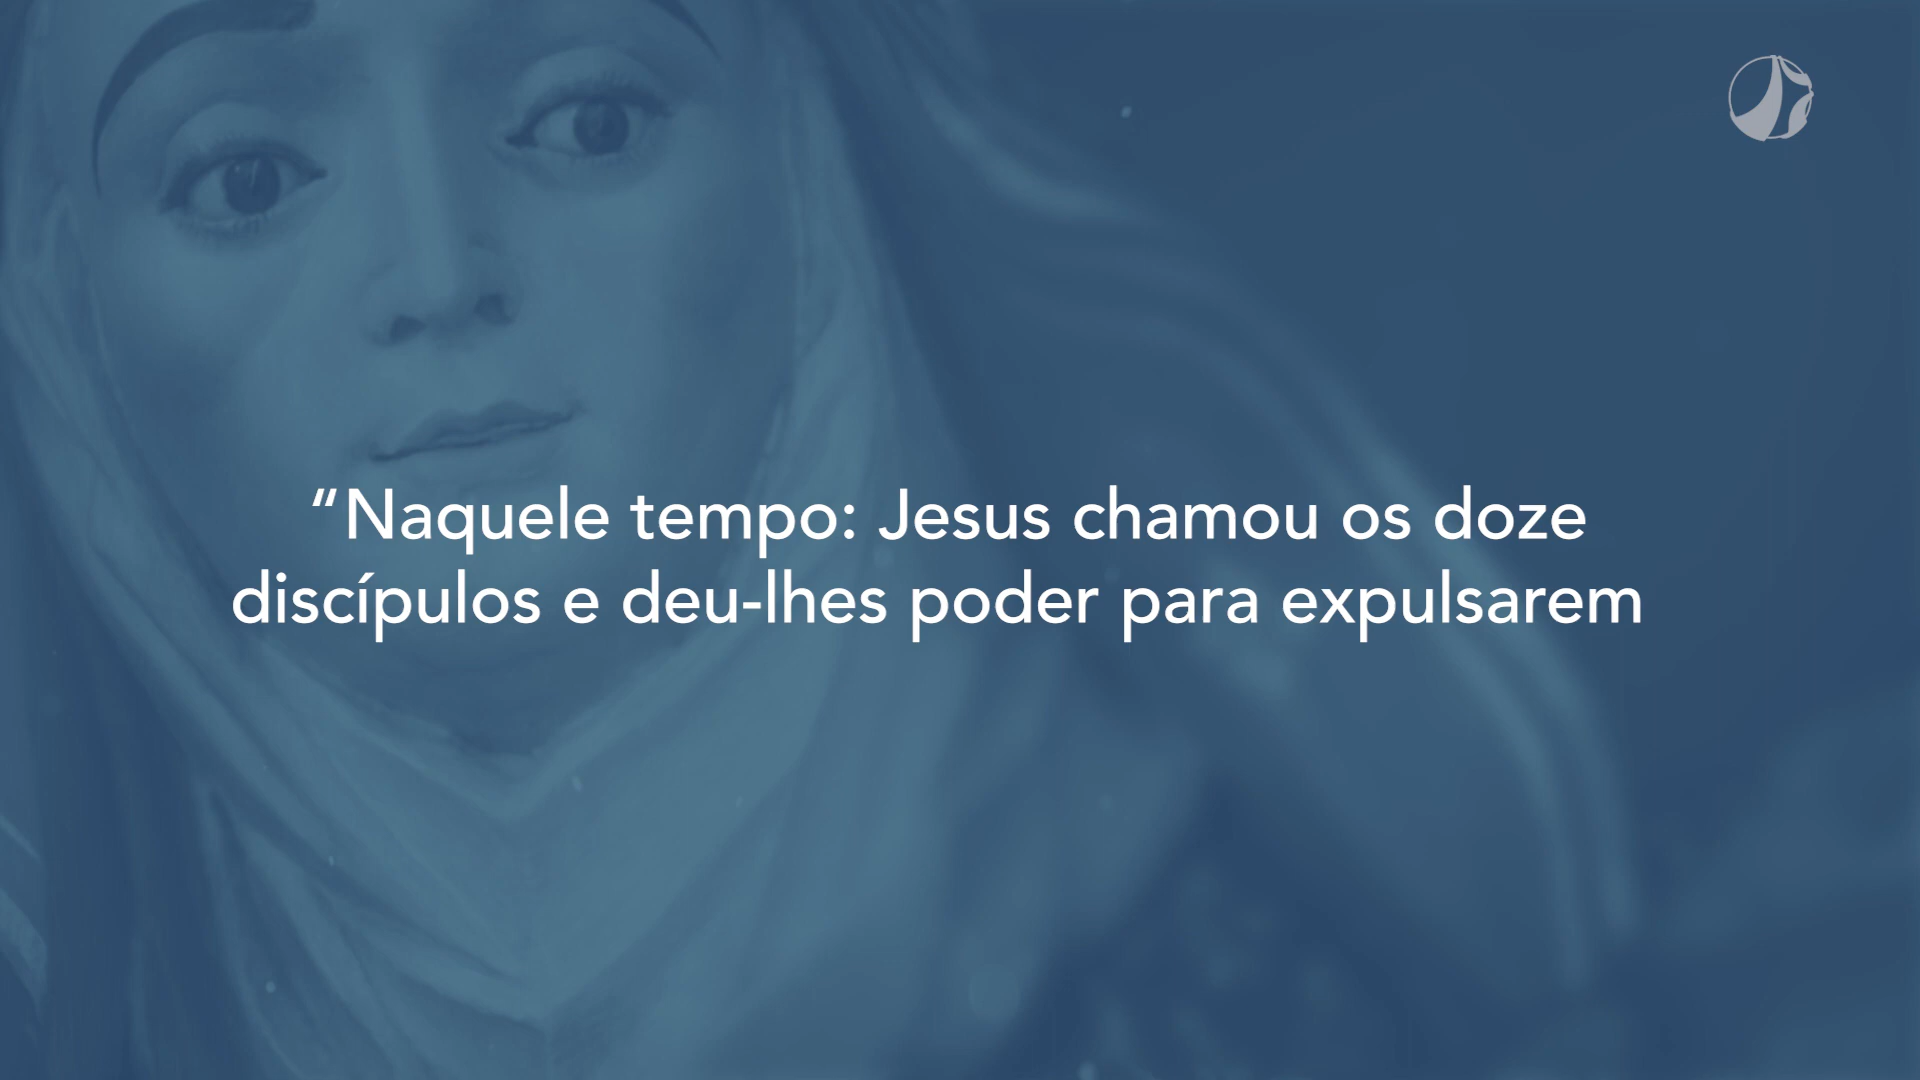 “Naquele tempo: Jesus chamou os doze
discípulos e deu-lhes poder para expulsarem